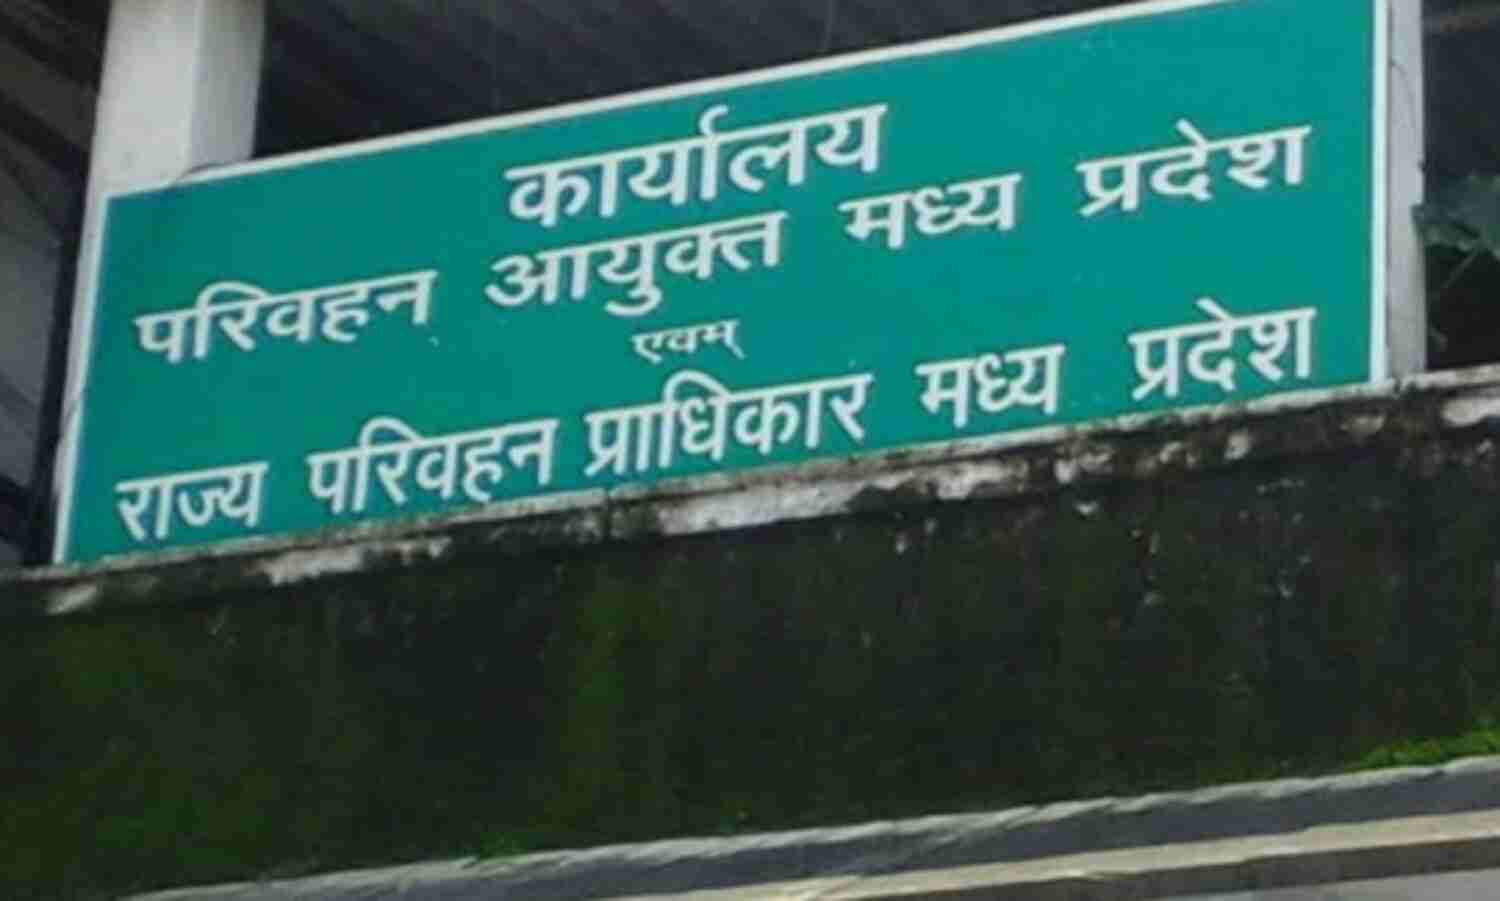 कार्यालय
परिवहन आयुक्त मध्य प्रदेश
एवम्
राज्य परिवहन प्राधिकार मध्य प्रदेश